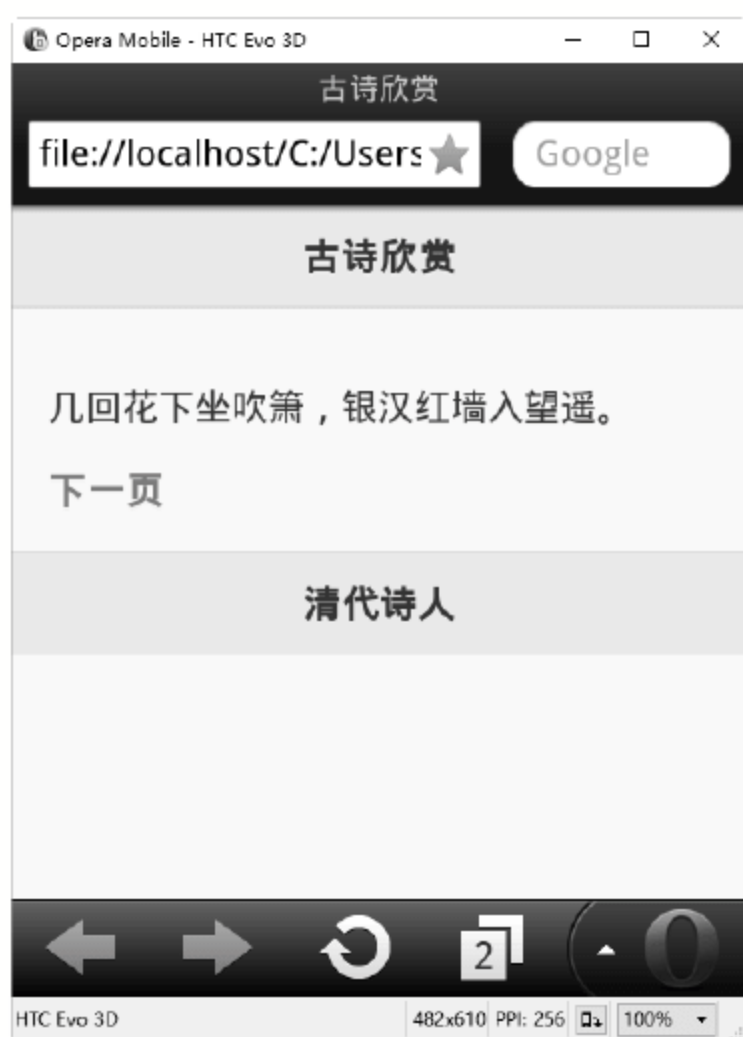 Opera Mobile - HTC Evo 3D
古诗欣赏
file://localhost/C:/Users
Google
古诗欣赏
几回花下坐吹箫，银汉红墙入望遥。
下一页
清代诗人
2
HTC Evo 3D 482x610 PPI: 256 100%